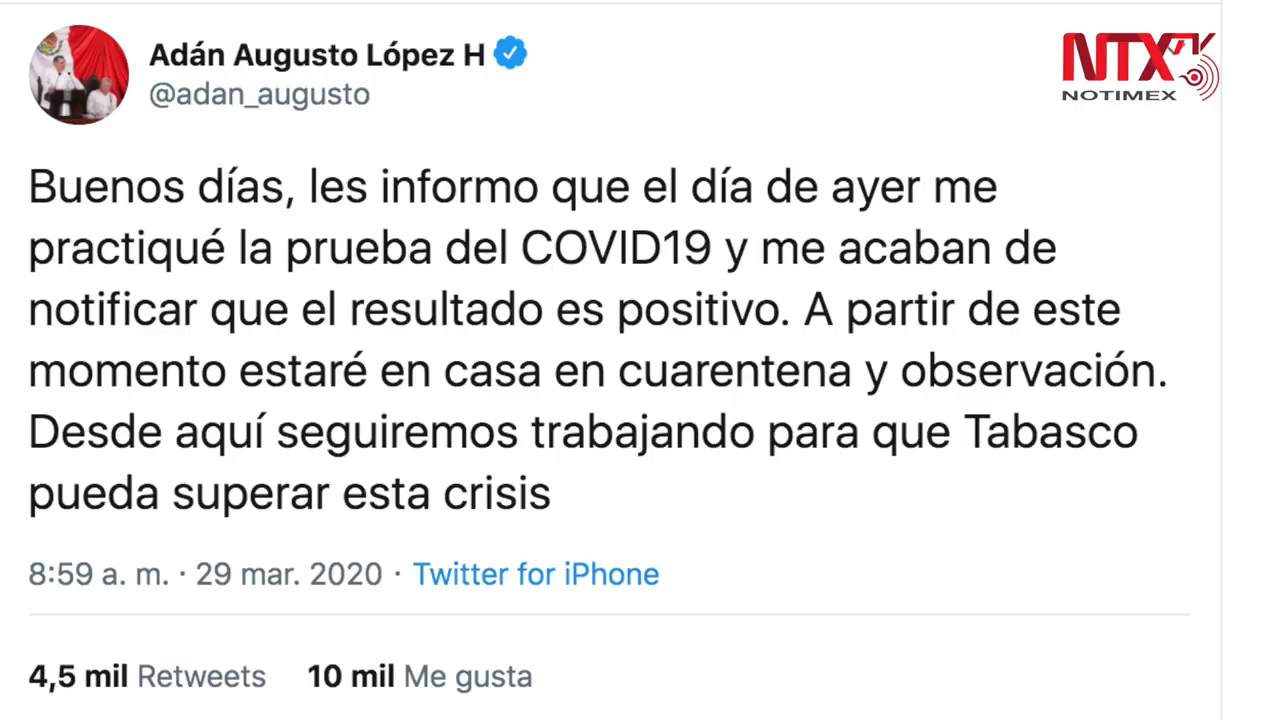 Adán Augusto López H
@adan_augusto
NTX
NOTIMEX
Buenos días, les informo que el día de ayer me
practiqué la prueba del COVID19 y me acaban de
notificar que el resultado es positivo. A partir de este
momento estaré en casa en cuarentena y observación.
Desde aquí seguiremos trabajando para que Tabasco
pueda superar esta crisis
8:59 a. m. · 29 mar. 2020 · Twitter for iPhone
4,5 mil Retweets 10 mil Me gusta